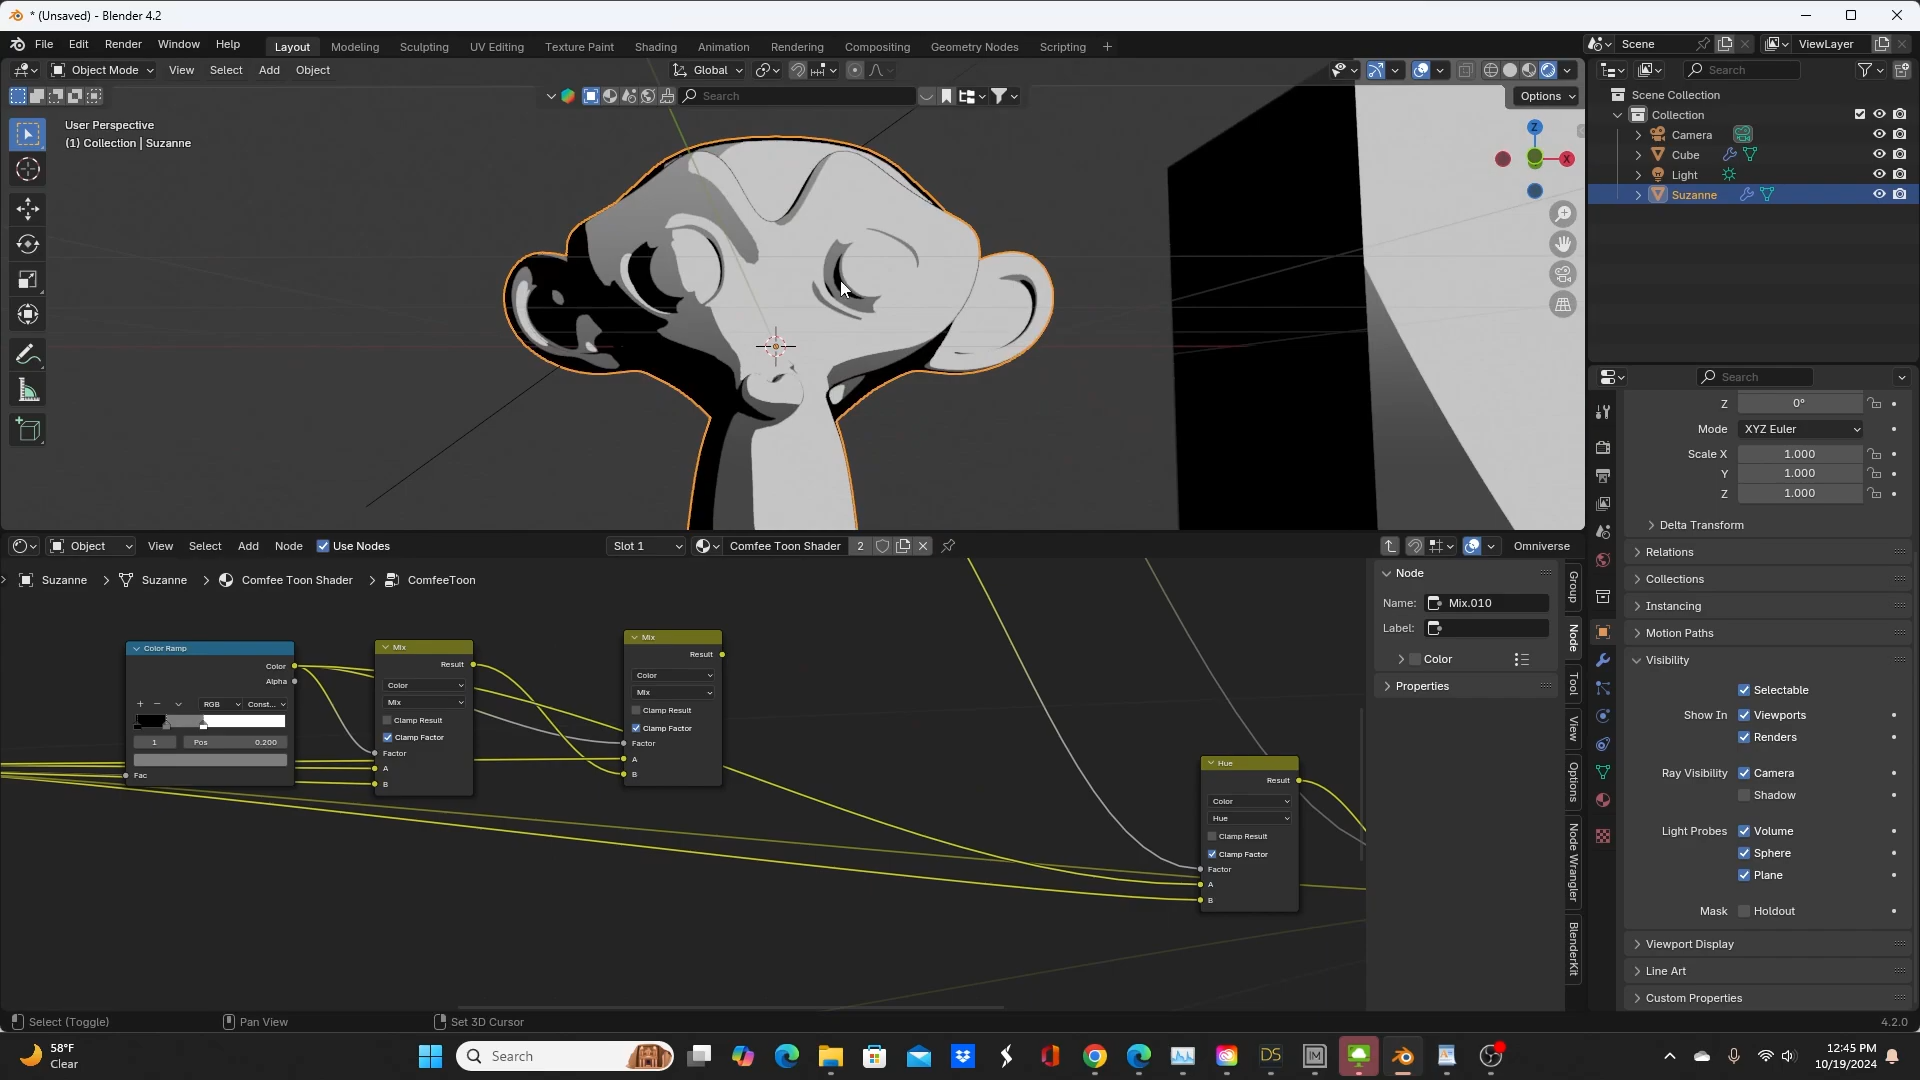 * (Unsaved) - Blender 4.2
File Edit Render Window Help
Layout Modeling Sculpting UV Editing Texture Paint Shading Animation Rendering Compositing Geometry Nodes Scripting +
Scene
ViewLayer
Object Mode View Select Add Object
Global
Search
Search
Options
User Perspective
(1) Collection | Suzanne
Z
X
Scene Collection
Collection
Camera
Cube
Light
Suzanne
Search
Z 0°
Mode XYZ Euler
Scale X 1.000
Y 1.000
Z 1.000
Delta Transform
Relations
Collections
Instancing
Motion Paths
Visibility
Selectable
Show In Viewports
Renders
Ray Visibility Camera
Shadow
Light Probes Volume
Sphere
Plane
Mask Holdout
Viewport Display
Line Art
Custom Properties
Object View Select Add Node Use Nodes
Slot 1
Comfee Toon Shader 2
Omniverse
Suzanne > Suzanne > Comfee Toon Shader > ComfeeToon
Color Ramp
Color
Alpha
+ − RGB Const...
1 Pos 0.200
Fac
Mix
Result
Color
Mix
Clamp Result
Clamp Factor
Factor
A
B
Mix
Result
Color
Mix
Clamp Result
Clamp Factor
Factor
A
B
Hue
Result
Color
Hue
Clamp Result
Clamp Factor
Factor
A
B
Node
Name: Mix.010
Label:
Color
Properties
Group
Node
Tool
View
Options
Node Wrangler
BlenderKit
Select (Toggle) Pan View Set 3D Cursor
4.2.0
58°F
Clear
Search
DS
12:45 PM
10/19/2024